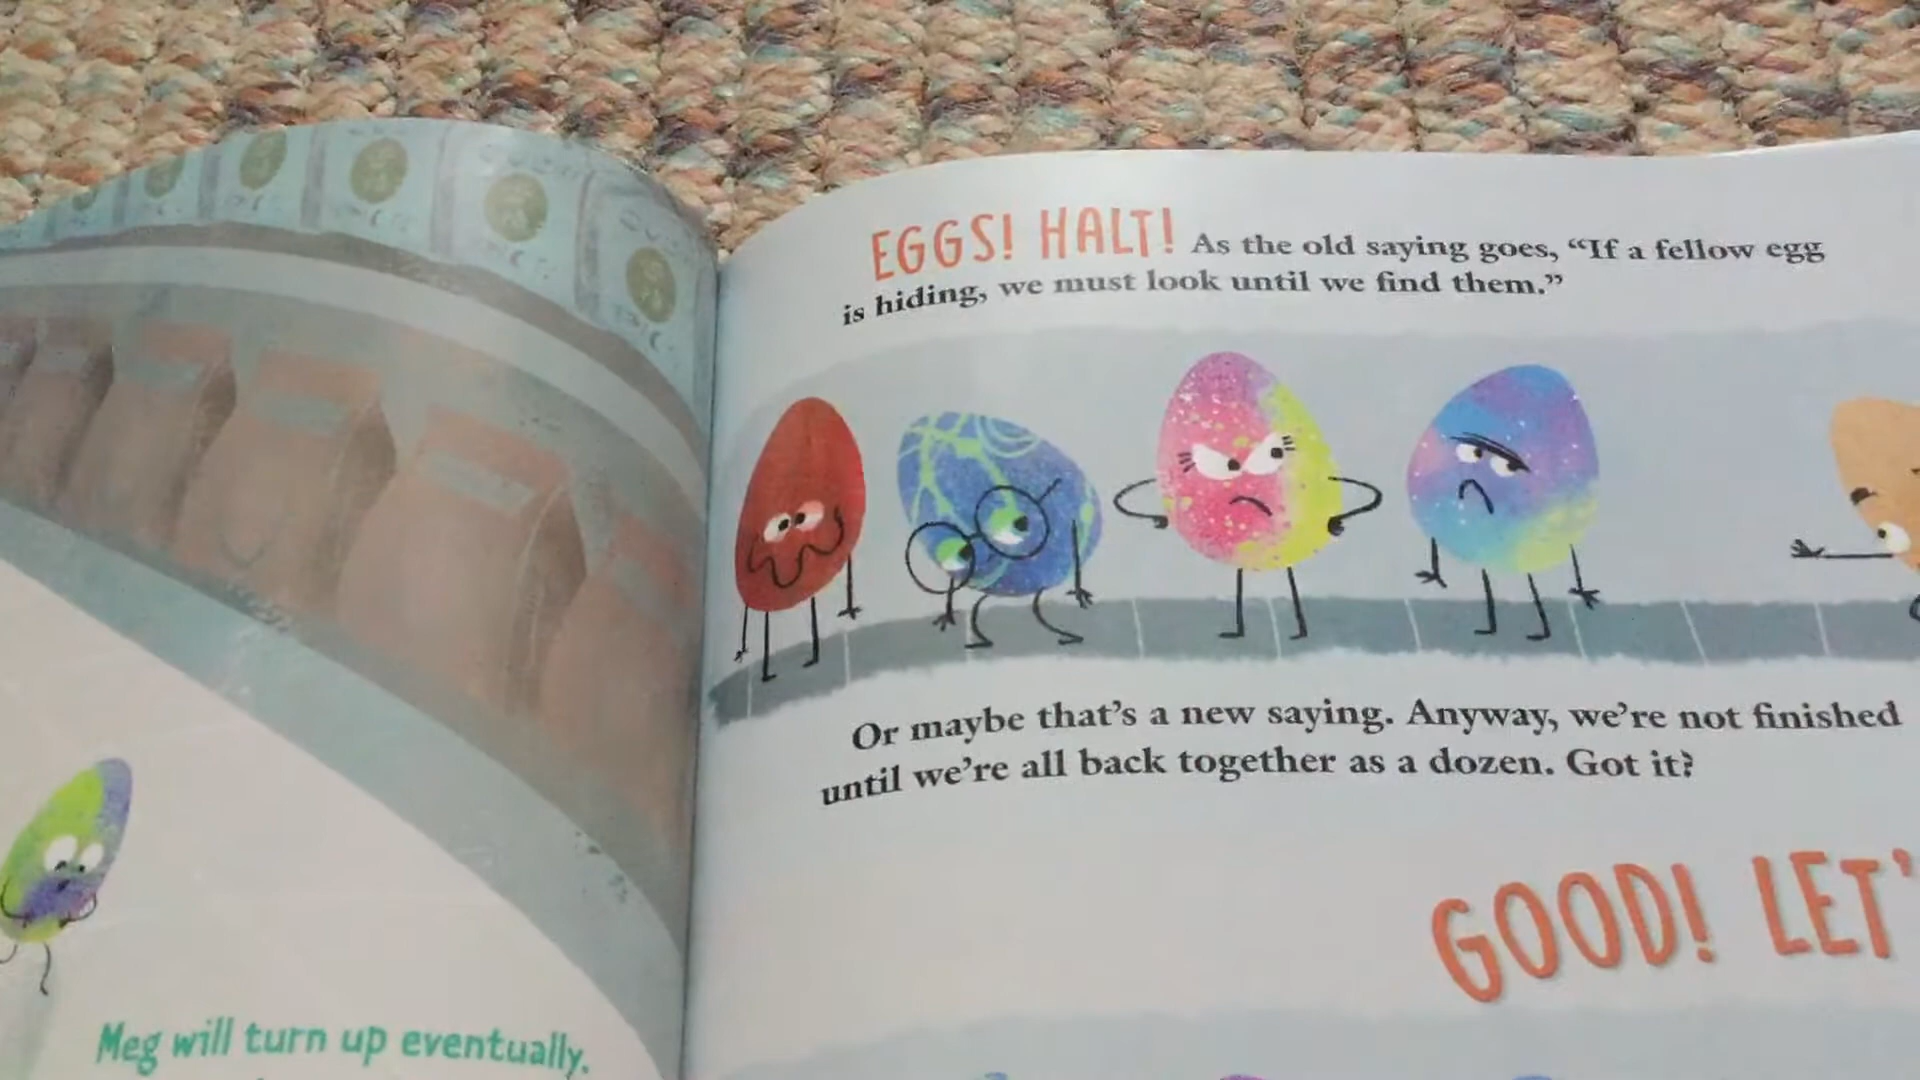 Meg will turn up eventually.
EGGS! HALT! As the old saying goes, “If a fellow egg
is hiding, we must look until we find them.”
Or maybe that’s a new saying. Anyway, we’re not finished
until we’re all back together as a dozen. Got it?
GOOD! LET’